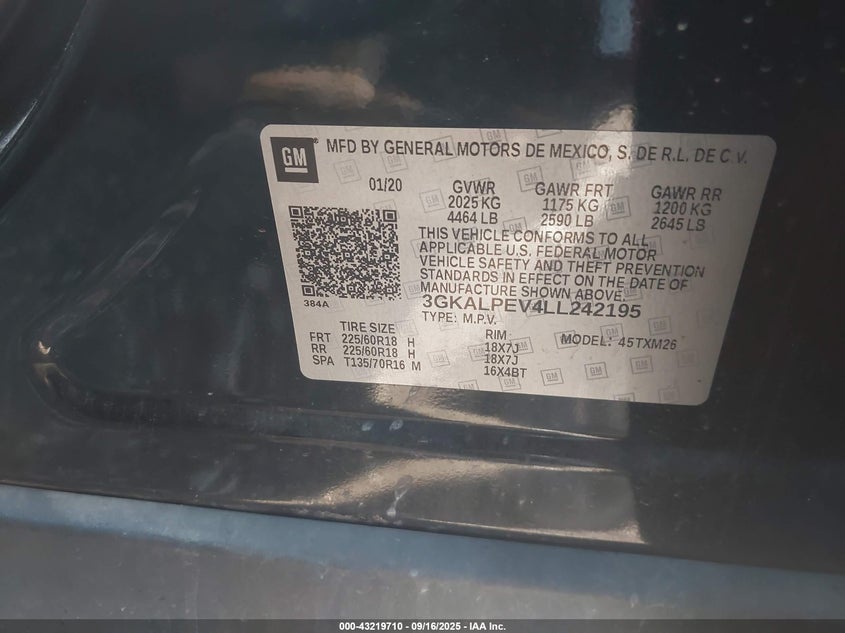 GM
MFD BY GENERAL MOTORS DE MEXICO, S. DE R.L. DE C.V.
01/20 GVWR GAWR FRT GAWR RR
2025 KG 1175 KG 1200 KG
4464 LB 2590 LB 2645 LB
THIS VEHICLE CONFORMS TO ALL
APPLICABLE U.S. FEDERAL MOTOR
VEHICLE SAFETY AND THEFT PREVENTION
STANDARDS IN EFFECT ON THE DATE OF
MANUFACTURE SHOWN ABOVE.
384A
3GKALPEV4LL242195
TYPE: M.P.V. MODEL: 45TXM26
TIRE SIZE RIM
FRT 225/60R18 H 18X7J
RR 225/60R18 H 18X7J
SPA T135/70R16 M 16X4BT
000-43219710 - 09/16/2025 - IAA Inc.